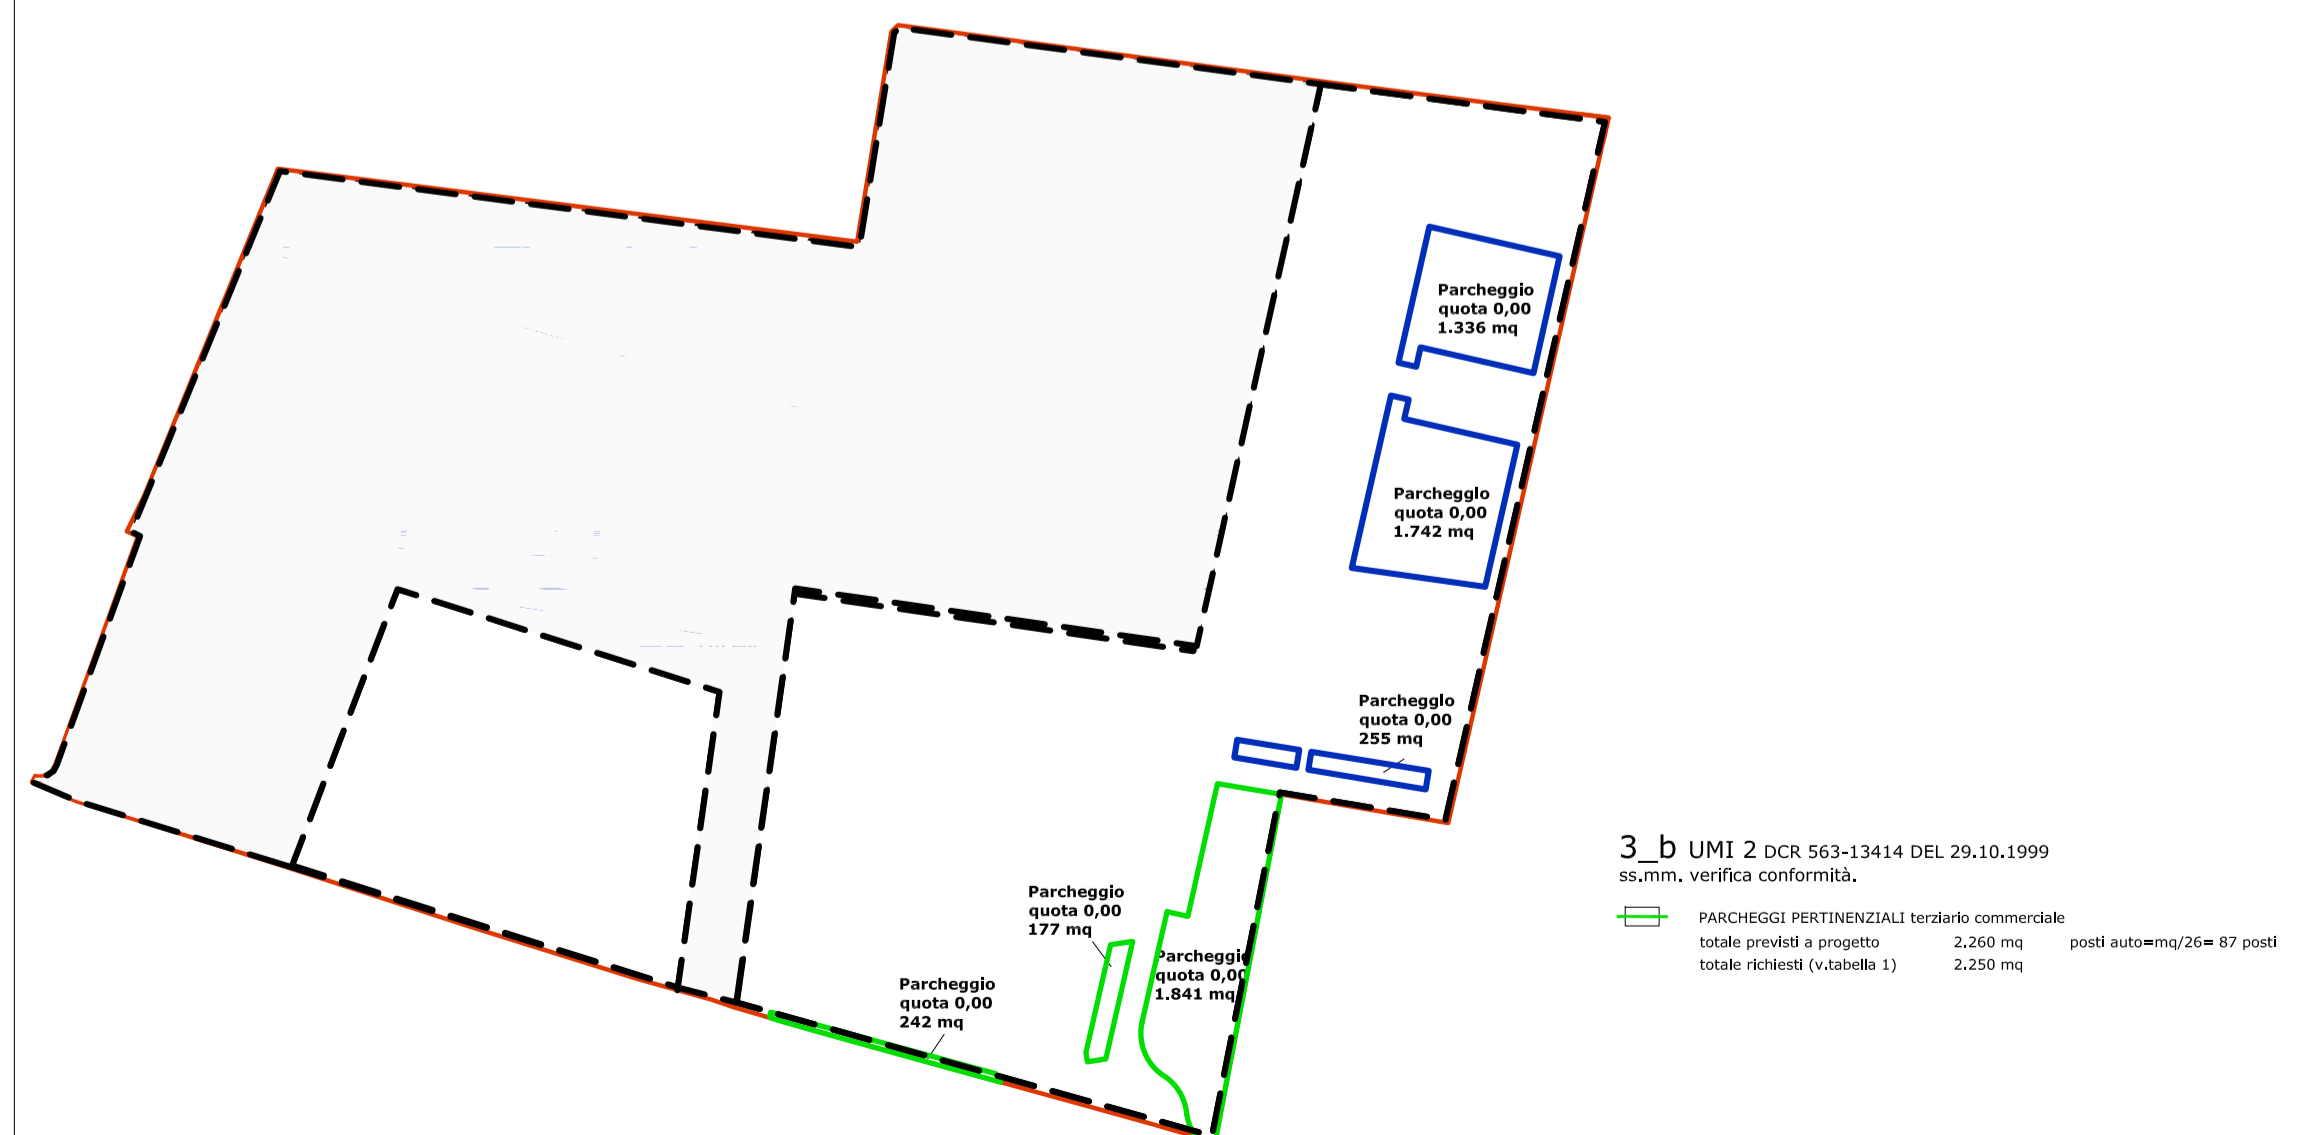 Parcheggio
quota 0,00
1.336 mq
Parcheggio
quota 0,00
1.742 mq
Parcheggio
quota 0,00
255 mq
Parcheggio
quota 0,00
177 mq
Parcheggio
quota 0,00
1.841 mq
Parcheggio
quota 0,00
242 mq
3_b UMI 2 DCR 563-13414 DEL 29.10.1999
ss.mm. verifica conformità.
PARCHEGGI PERTINENZIALI terziario commerciale
totale previsti a progetto 2.260 mq posti auto=mq/26= 87 posti
totale richiesti (v.tabella 1) 2.250 mq